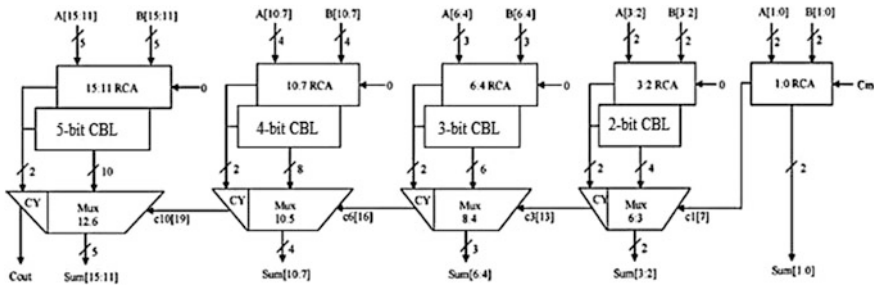 A[15:11] B[15:11] A[10:7] B[10:7] A[6:4] B[6:4] A[3:2] B[3:2] A[1:0] B[1:0]
5 5 4 4 3 3 2 2 2 2
15:11 RCA 0 10:7 RCA 0 6:4 RCA 0 3:2 RCA 0 1:0 RCA Cin
5-bit CBL 4-bit CBL 3-bit CBL 2-bit CBL
2 10 2 8 2 6 2 4 2
CY Mux CY Mux CY Mux CY Mux
12:6 c10[19] 10:5 c6[16] 8:4 c3[13] 6:3 c1[7]
5 4 3 2
Cout Sum[15:11] Sum[10:7] Sum[6:4] Sum[3:2] Sum[1:0]